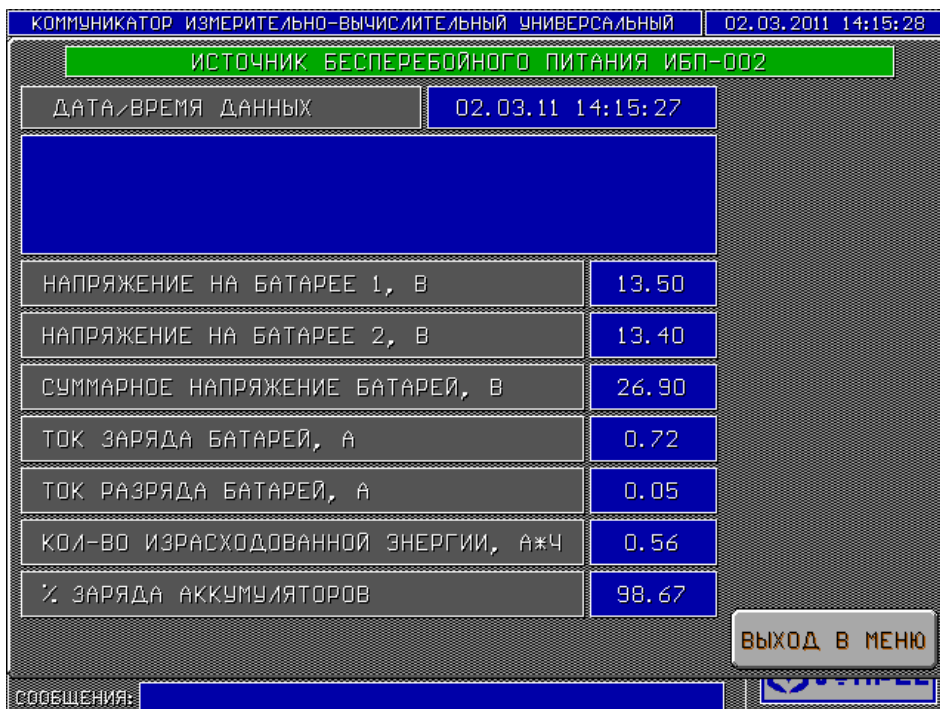 КОММУНИКАТОР ИЗМЕРИТЕЛЬНО-ВЫЧИСЛИТЕЛЬНЫЙ УНИВЕРСАЛЬНЫЙ 02.03.2011 14:15:28
ИСТОЧНИК БЕСПЕРЕБОЙНОГО ПИТАНИЯ ИБП-002
ДАТА/ВРЕМЯ ДАННЫХ 02.03.11 14:15:27
НАПРЯЖЕНИЕ НА БАТАРЕЕ 1, В 13.50
НАПРЯЖЕНИЕ НА БАТАРЕЕ 2, В 13.40
СУММАРНОЕ НАПРЯЖЕНИЕ БАТАРЕЙ, В 26.90
ТОК ЗАРЯДА БАТАРЕЙ, А 0.72
ТОК РАЗРЯДА БАТАРЕЙ, А 0.05
КОЛ-ВО ИЗРАСХОДОВАННОЙ ЭНЕРГИИ, А*Ч 0.56
% ЗАРЯДА АККУМУЛЯТОРОВ 98.67
ВЫХОД В МЕНЮ
СООБЩЕНИЯ: